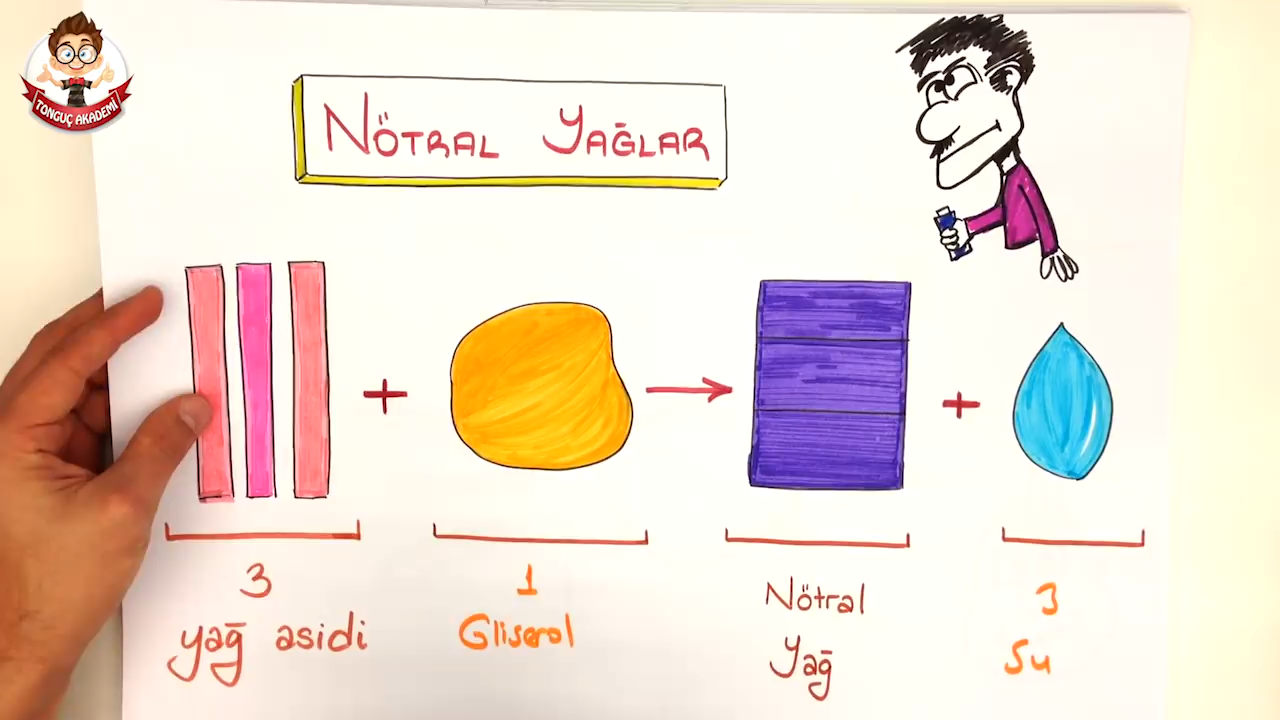 TONGUÇ AKADEMİ
NÖTRAL YAĞLAR
+
+
3
yağ asidi
1
Gliserol
Nötral
Yağ
3
Su